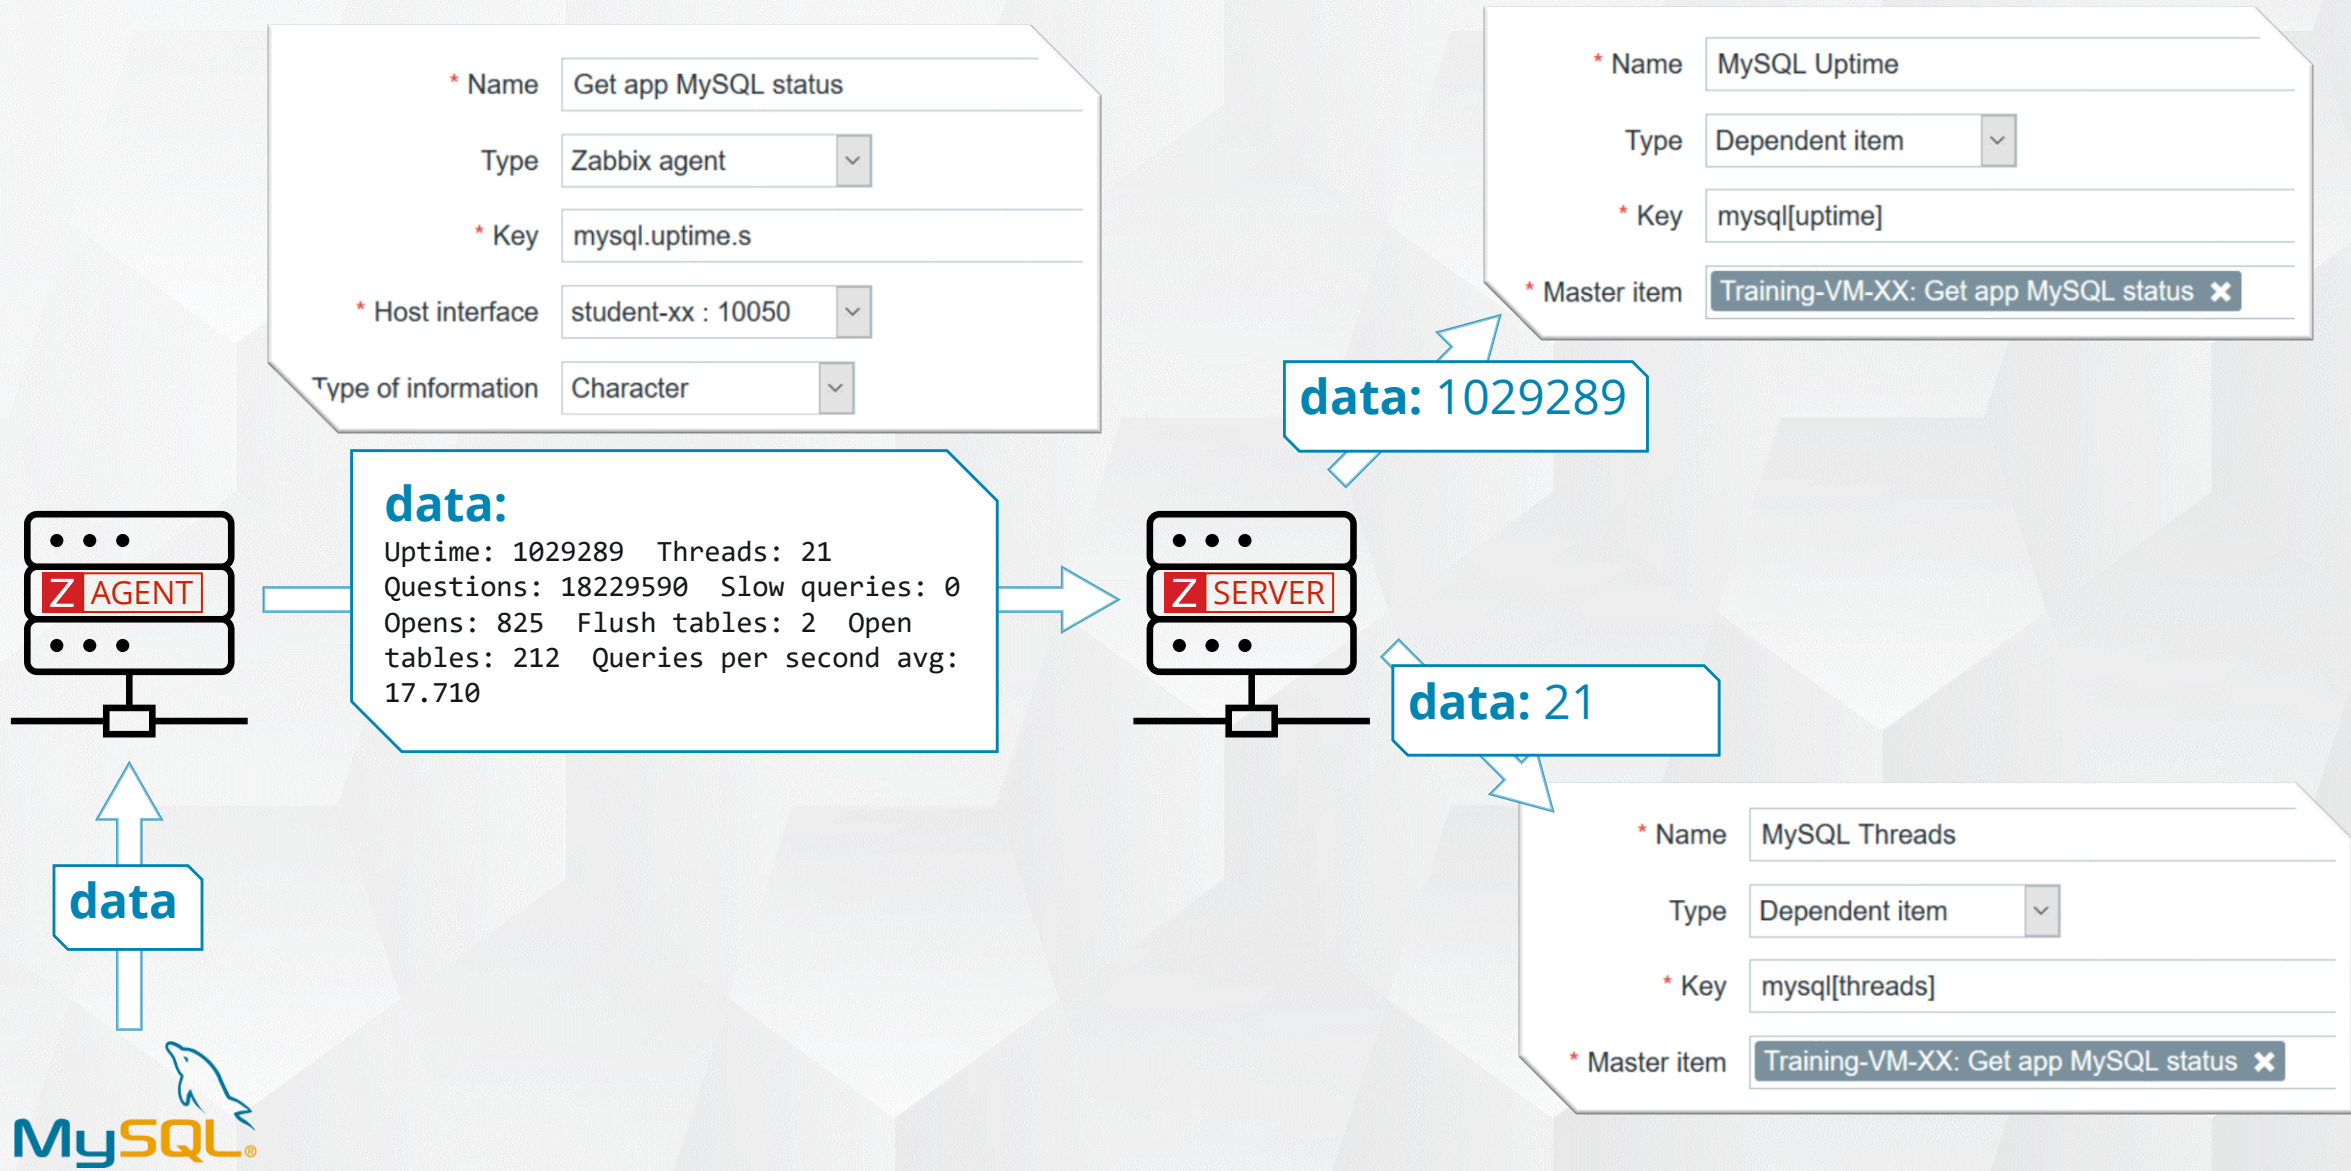 * Name Get app MySQL status
Type Zabbix agent
* Key mysql.uptime.s
* Host interface student-xx : 10050
Type of information Character
* Name MySQL Uptime
Type Dependent item
* Key mysql[uptime]
* Master item Training-VM-XX: Get app MySQL status ✖
data: 1029289
data:
Uptime: 1029289  Threads: 21
Questions: 18229590  Slow queries: 0
Opens: 825  Flush tables: 2  Open
tables: 212  Queries per second avg:
17.710
Z AGENT
Z SERVER
data: 21
data
* Name MySQL Threads
Type Dependent item
* Key mysql[threads]
* Master item Training-VM-XX: Get app MySQL status ✖
MySQL®